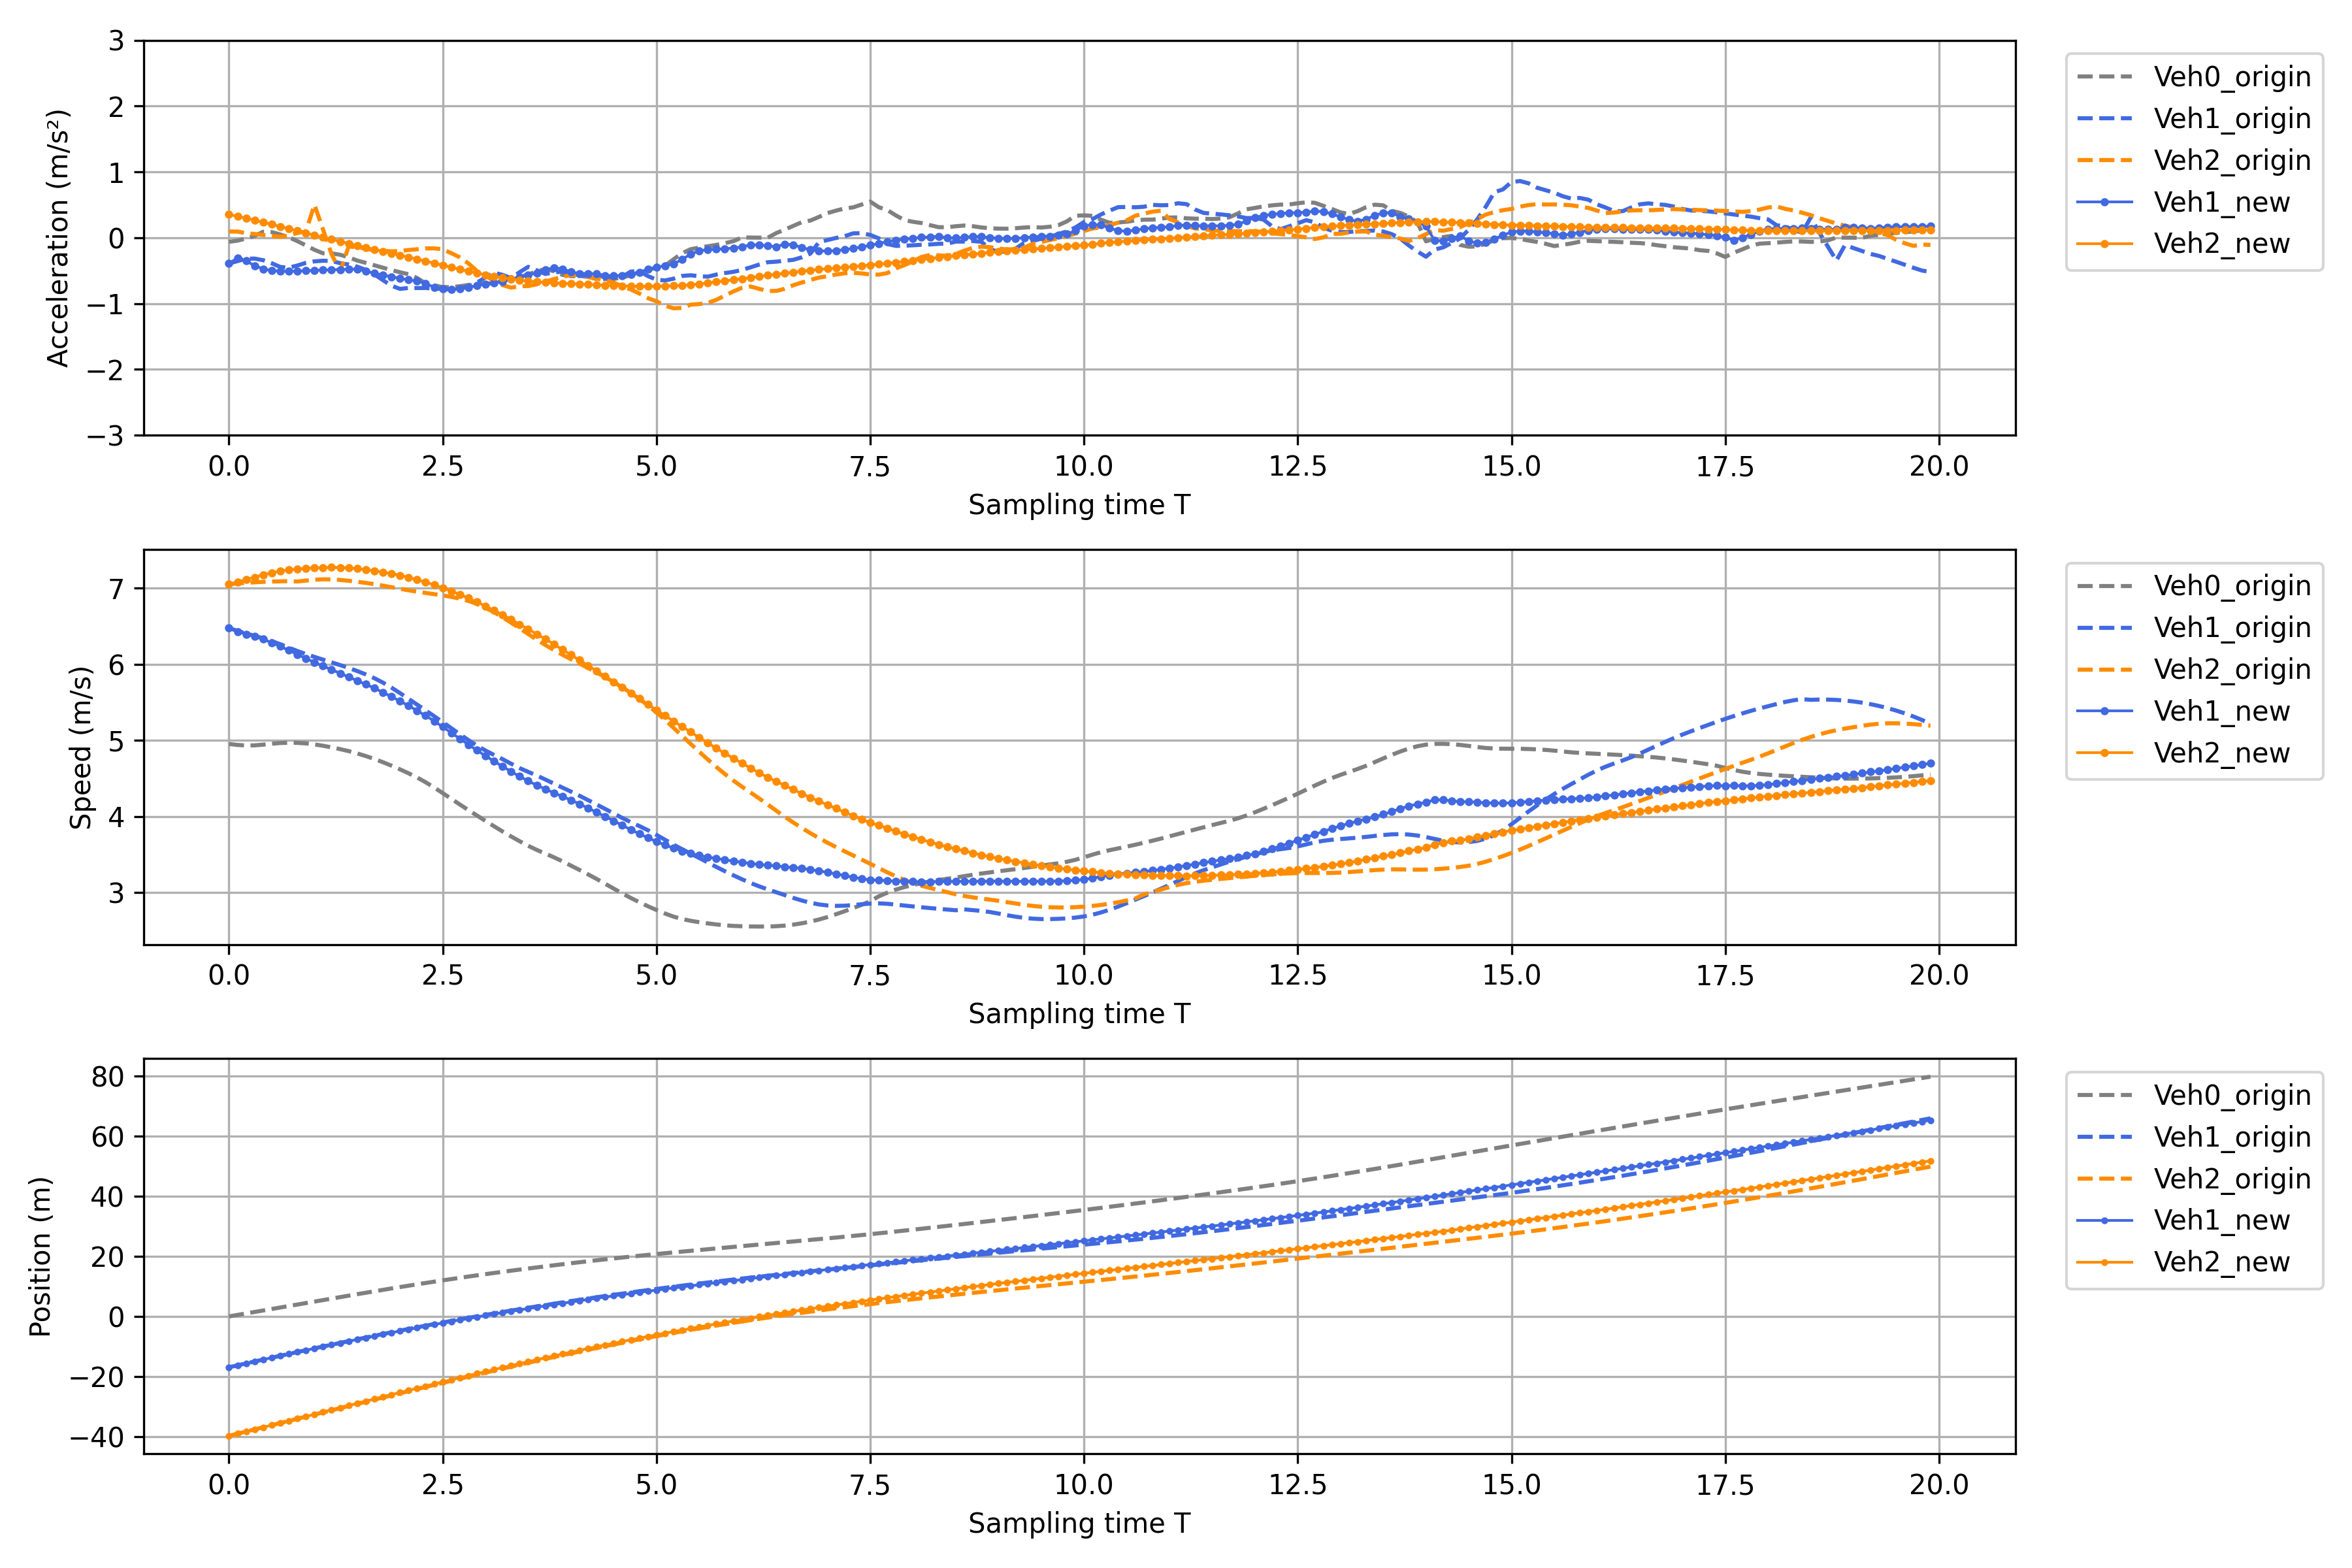 3
2
1
0
−1
−2
−3
Acceleration (m/s²)
0.0 2.5 5.0 7.5 10.0 12.5 15.0 17.5 20.0
Sampling time T
Veh0_origin
Veh1_origin
Veh2_origin
Veh1_new
Veh2_new
7
6
5
4
3
Speed (m/s)
0.0 2.5 5.0 7.5 10.0 12.5 15.0 17.5 20.0
Sampling time T
Veh0_origin
Veh1_origin
Veh2_origin
Veh1_new
Veh2_new
80
60
40
20
0
−20
−40
Position (m)
0.0 2.5 5.0 7.5 10.0 12.5 15.0 17.5 20.0
Sampling time T
Veh0_origin
Veh1_origin
Veh2_origin
Veh1_new
Veh2_new